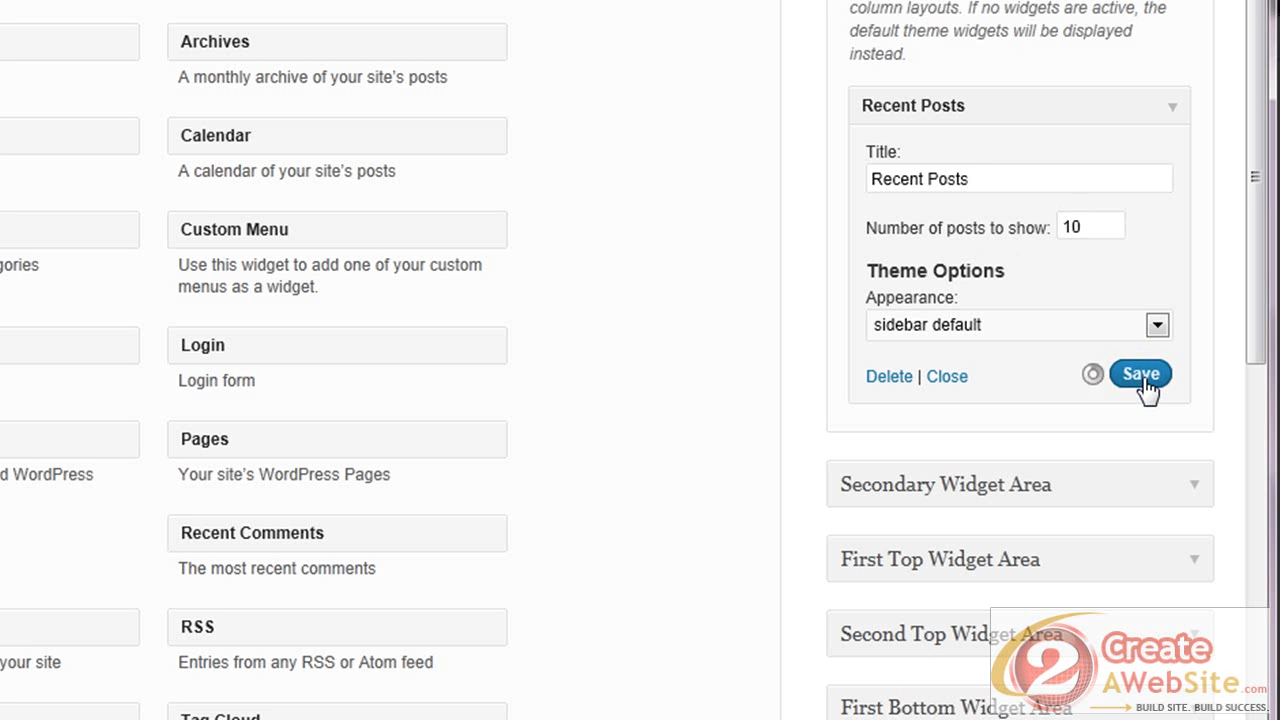 Archives
A monthly archive of your site's posts
Calendar
A calendar of your site's posts
Custom Menu
gories
Use this widget to add one of your custom
menus as a widget.
Login
Login form
Pages
d WordPress
Your site's WordPress Pages
Recent Comments
The most recent comments
RSS
your site
Entries from any RSS or Atom feed
Tag Cloud
column layouts. If no widgets are active, the
default theme widgets will be displayed
instead.
Recent Posts
Title:
Recent Posts
Number of posts to show: 10
Theme Options
Appearance:
sidebar default
Delete | Close
Save
Secondary Widget Area
First Top Widget Area
Second Top Widget Area
First Bottom Widget Area
2 Create
AWebSite.com
BUILD SITE. BUILD SUCCESS.